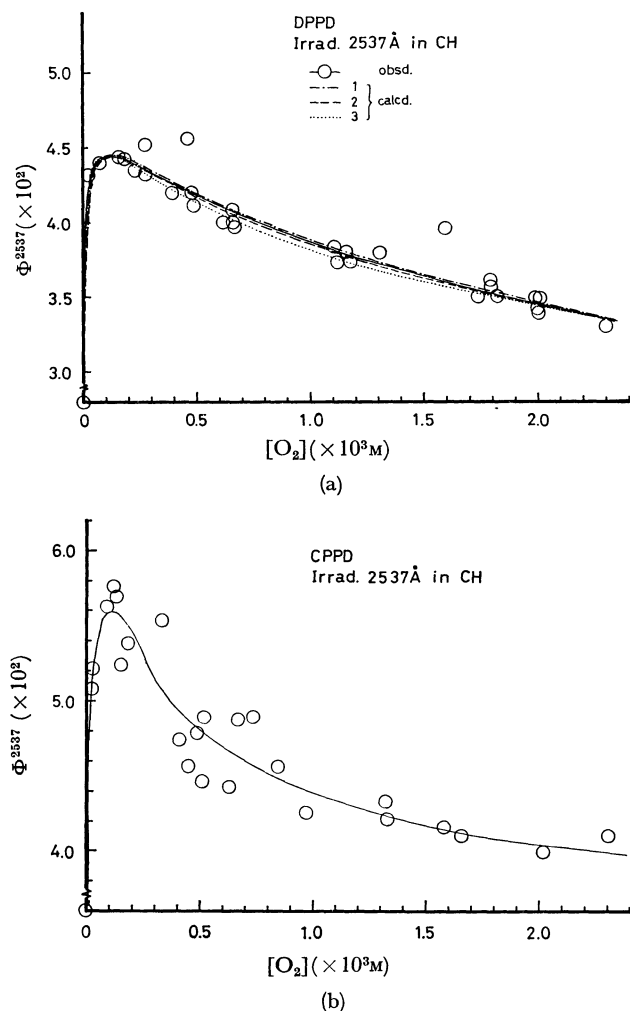 DPPD
Irrad. 2537Å in CH
obsd.
1
2
3
calcd.
5.0
4.5
4.0
3.5
3.0
Φ²⁵³⁷(×10²)
0
0.5
1.0
1.5
2.0
[O₂](×10³M)
(a)
CPPD
Irrad. 2537Å in CH
6.0
5.0
4.0
Φ²⁵³⁷(×10²)
0
0.5
1.0
1.5
2.0
[O₂](×10³M)
(b)